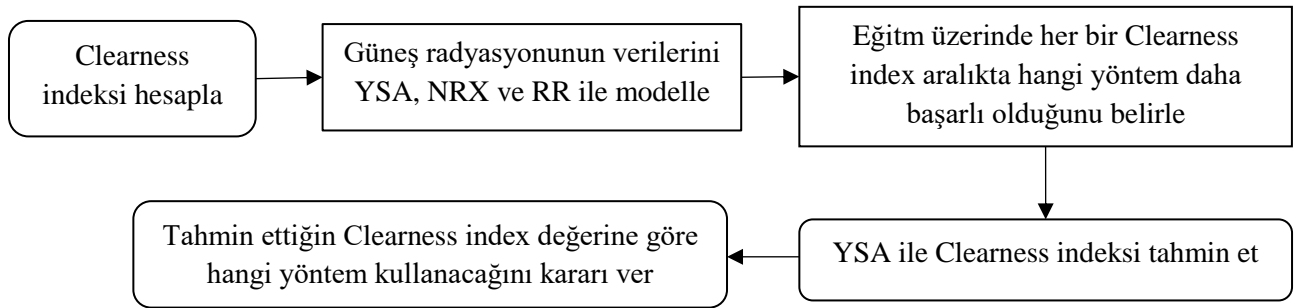 Clearness
indeksi hesapla
Güneş radyasyonunun verilerini
YSA, NRX ve RR ile modelle
Eğitm üzerinde her bir Clearness
index aralıkta hangi yöntem daha
başarlı olduğunu belirle
YSA ile Clearness indeksi tahmin et
Tahmin ettiğin Clearness index değerine göre
hangi yöntem kullanacağını kararı ver